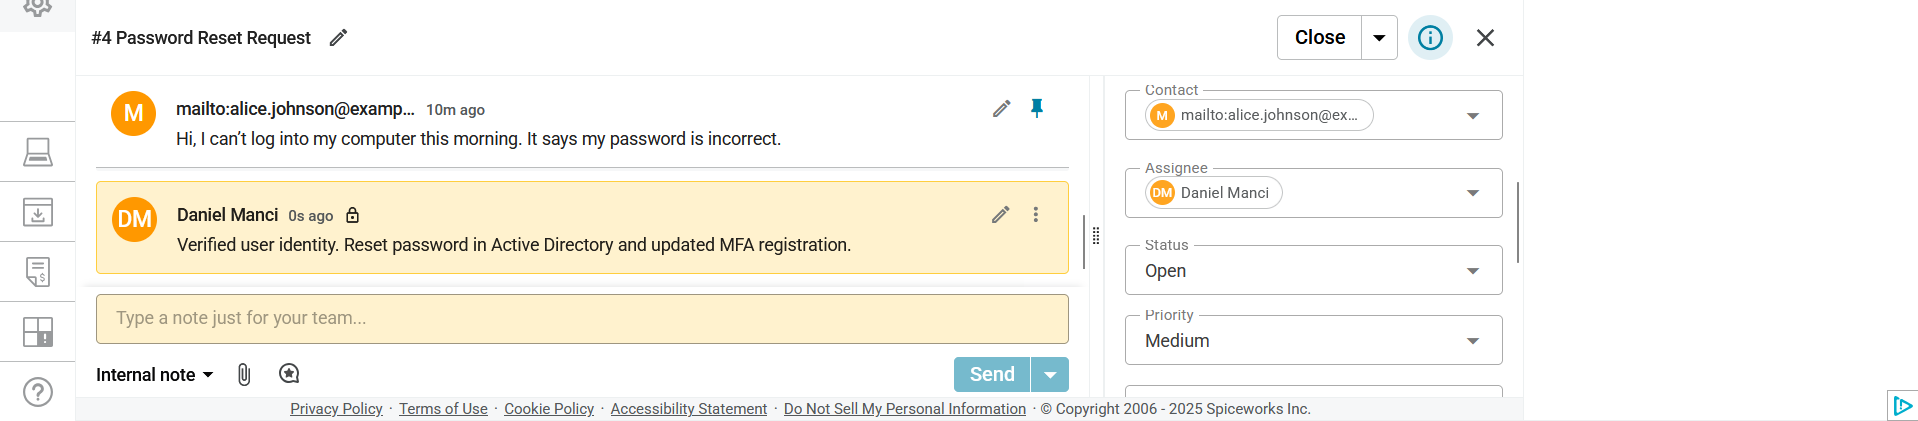 #4 Password Reset Request
Close
M
mailto:alice.johnson@examp...
10m ago
Hi, I can't log into my computer this morning. It says my password is incorrect.
DM
Daniel Manci
0s ago
Verified user identity. Reset password in Active Directory and updated MFA registration.
Type a note just for your team...
Internal note
Send
Contact
M
mailto:alice.johnson@ex...
Assignee
DM
Daniel Manci
Status
Open
Priority
Medium
Privacy Policy · Terms of Use · Cookie Policy · Accessibility Statement · Do Not Sell My Personal Information · © Copyright 2006 - 2025 Spiceworks Inc.